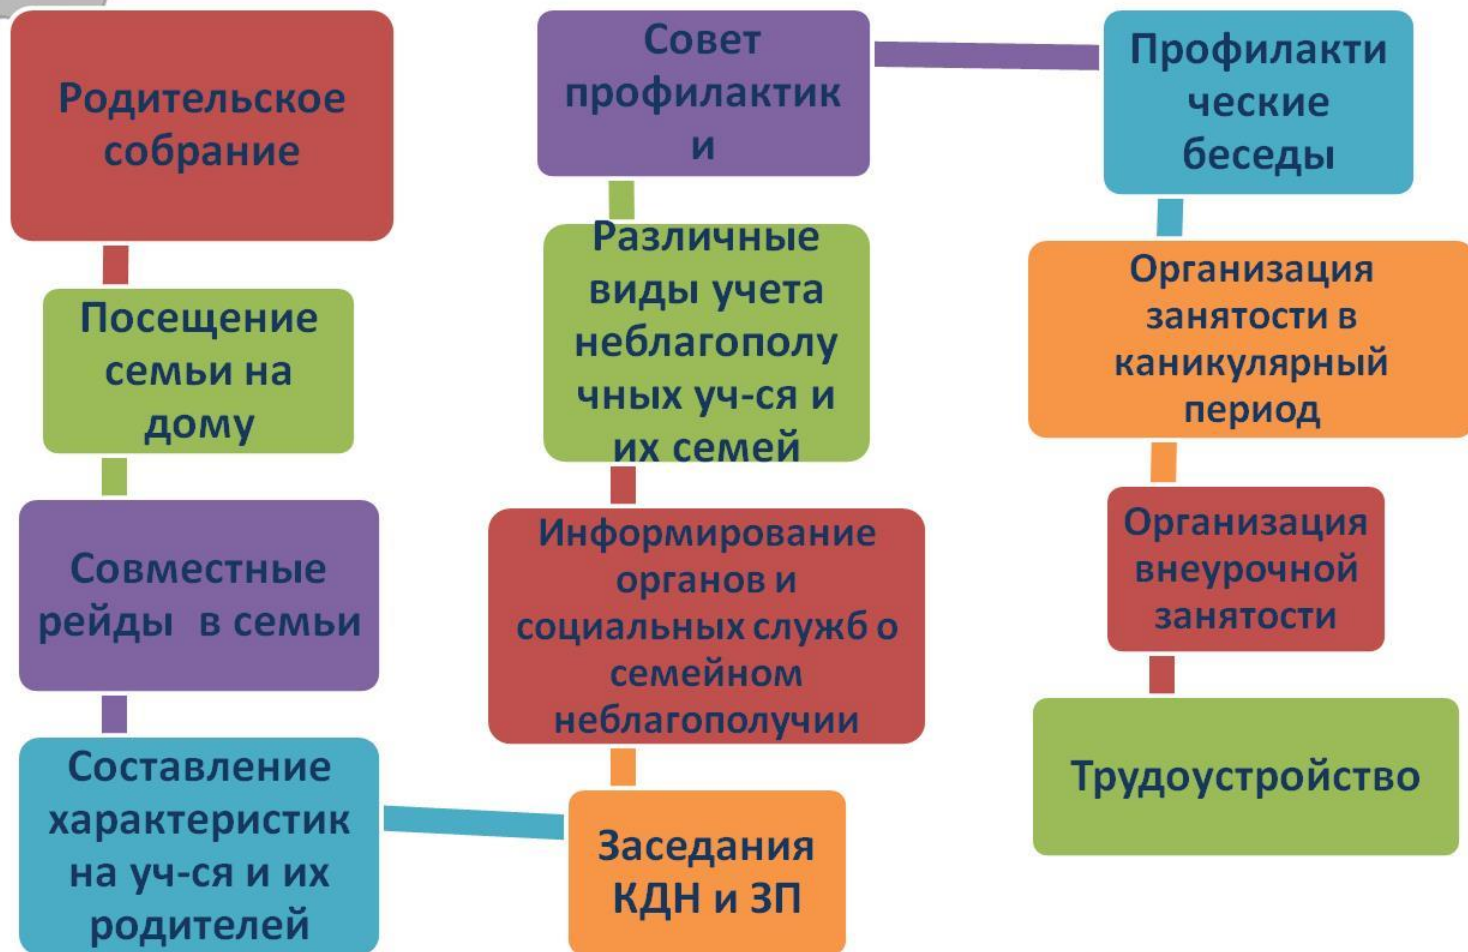 Родительское
собрание
Посещение
семьи на
дому
Совместные
рейды в семьи
Составление
характеристик
на уч-ся и их
родителей
Заседания
КДН и ЗП
Информирование
органов и
социальных служб о
семейном
неблагополучии
Различные
виды учета
неблагополу
чных уч-ся и
их семей
Совет
профилактик
и
Профилакти
ческие
беседы
Организация
занятости в
каникулярный
период
Организация
внеурочной
занятости
Трудоустройство